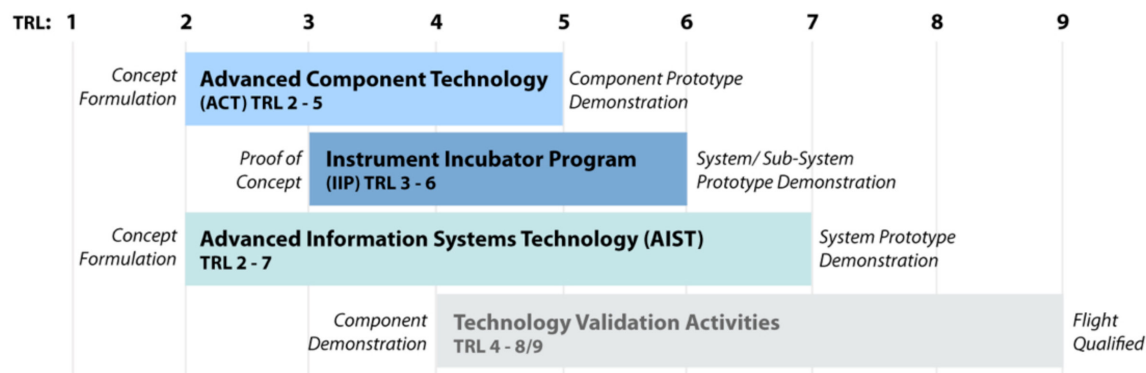 TRL: 1 2 3 4 5 6 7 8 9
Concept
Formulation
Advanced Component Technology
(ACT) TRL 2 - 5
Component Prototype
Demonstration
Proof of
Concept
Instrument Incubator Program
(IIP) TRL 3 - 6
System/ Sub-System
Prototype Demonstration
Concept
Formulation
Advanced Information Systems Technology (AIST)
TRL 2 - 7
System Prototype
Demonstration
Component
Demonstration
Technology Validation Activities
TRL 4 - 8/9
Flight
Qualified